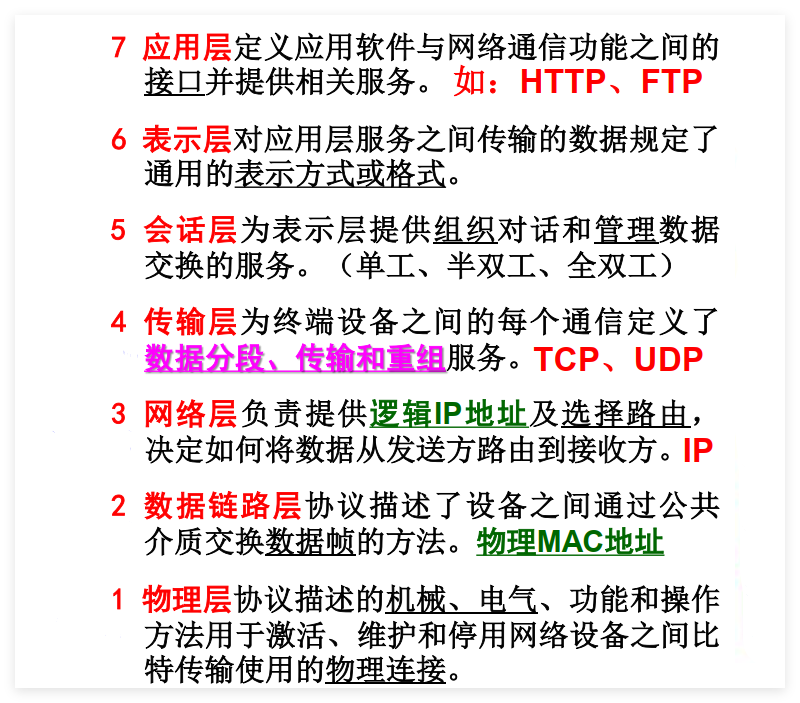 7 应用层定义应用软件与网络通信功能之间的
接口并提供相关服务。如：HTTP、FTP
6 表示层对应用层服务之间传输的数据规定了
通用的表示方式或格式。
5 会话层为表示层提供组织对话和管理数据
交换的服务。（单工、半双工、全双工）
4 传输层为终端设备之间的每个通信定义了
数据分段、传输和重组服务。TCP、UDP
3 网络层负责提供逻辑IP地址及选择路由，
决定如何将数据从发送方路由到接收方。IP
2 数据链路层协议描述了设备之间通过公共
介质交换数据帧的方法。物理MAC地址
1 物理层协议描述的机械、电气、功能和操作
方法用于激活、维护和停用网络设备之间比
特传输使用的物理连接。